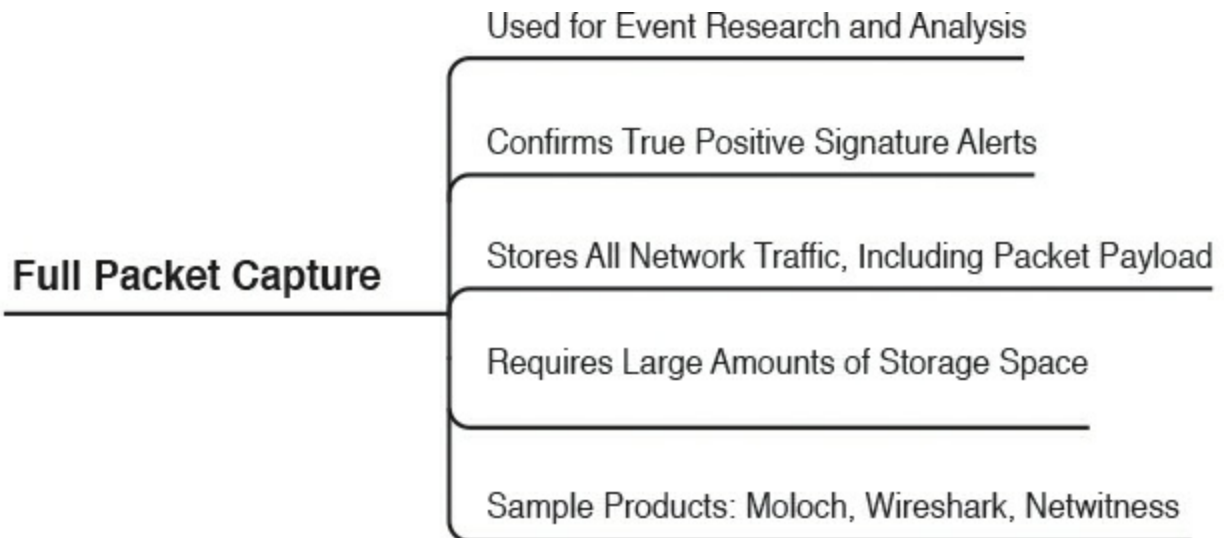 Used for Event Research and Analysis
Confirms True Positive Signature Alerts
Stores All Network Traffic, Including Packet Payload
Full Packet Capture
Requires Large Amounts of Storage Space
Sample Products: Moloch, Wireshark, Netwitness